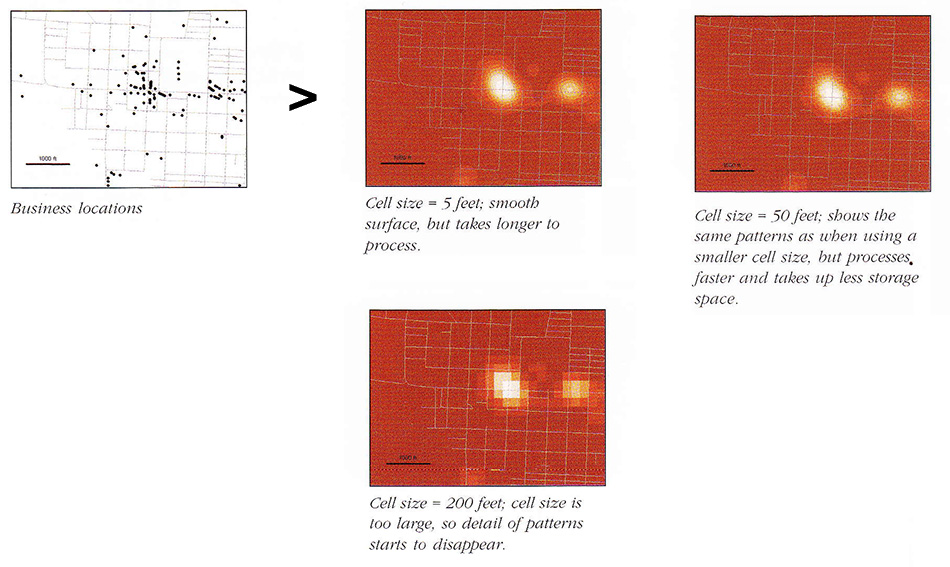 1000 ft
Business locations
>
1000 ft
Cell size = 5 feet; smooth
surface, but takes longer to
process.
1000 ft
Cell size = 50 feet; shows the
same patterns as when using a
smaller cell size, but processes
faster and takes up less storage
space.
1000 ft
Cell size = 200 feet; cell size is
too large, so detail of patterns
starts to disappear.